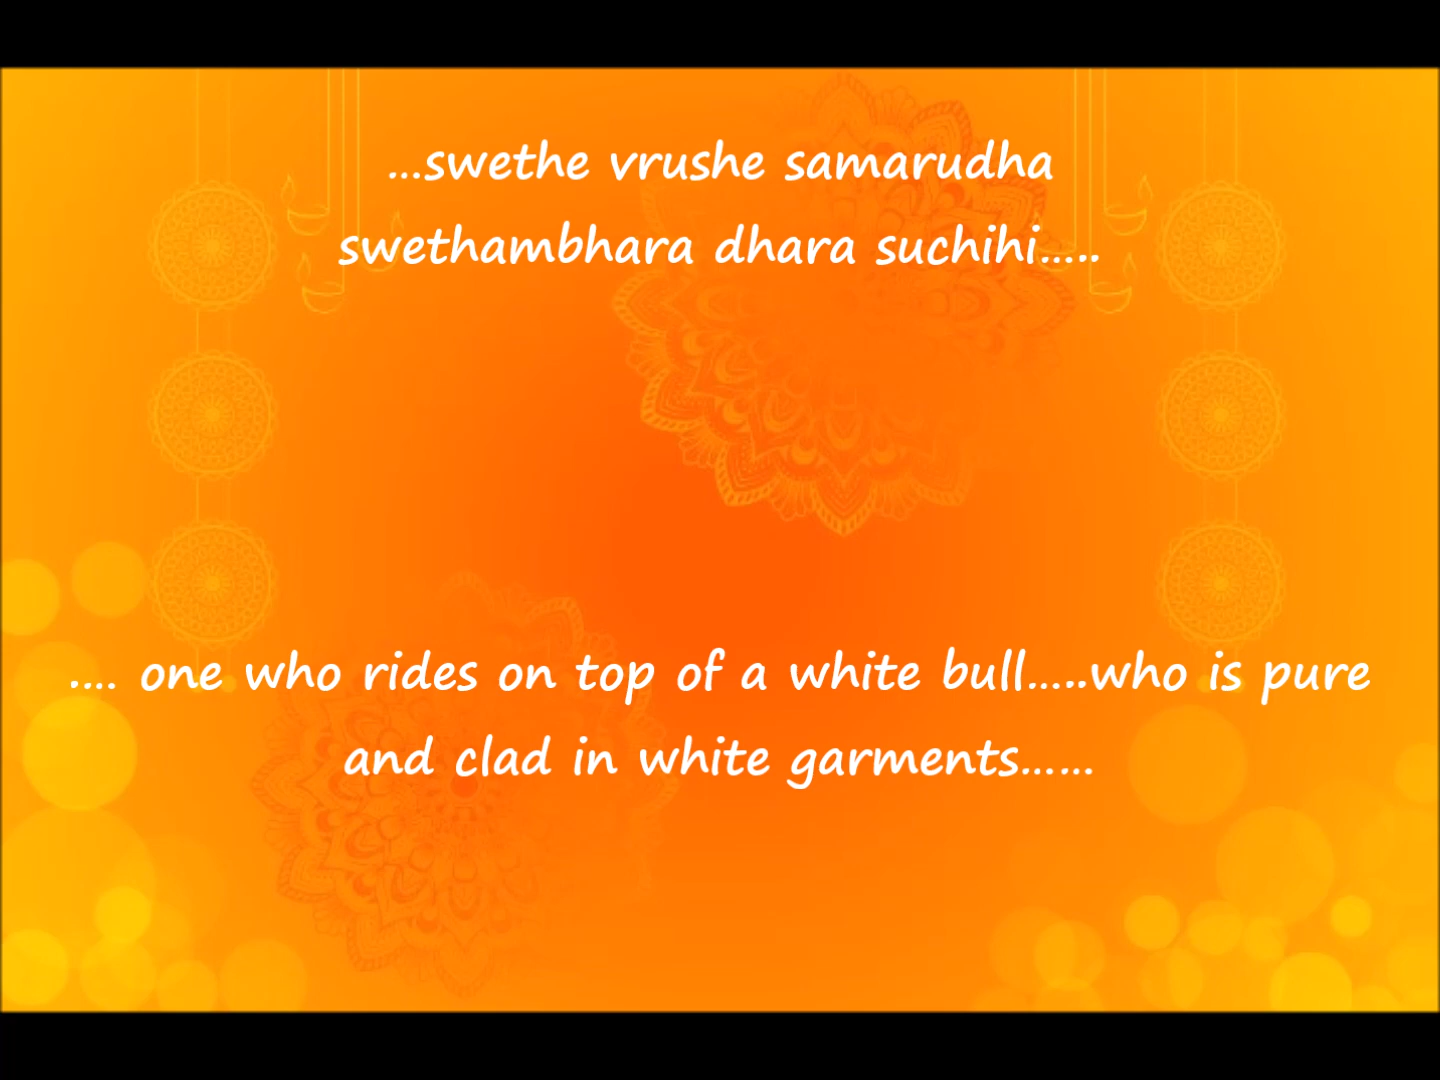 ...swethe vrushe samarudha
swethambhara dhara suchihi.....
.... one who rides on top of a white bull.....who is pure
and clad in white garments......